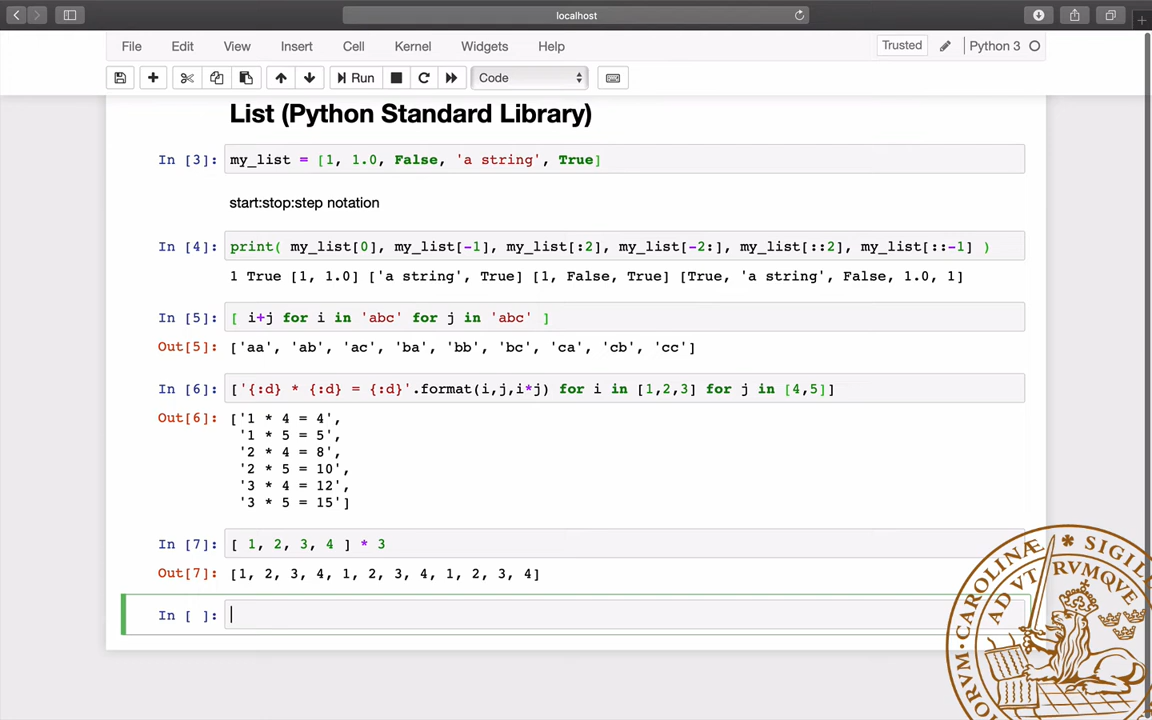 localhost
File Edit View Insert Cell Kernel Widgets Help Trusted Python 3
Run Code
List (Python Standard Library)
In [3]: my_list = [1, 1.0, False, 'a string', True]
start:stop:step notation
In [4]: print( my_list[0], my_list[-1], my_list[:2], my_list[-2:], my_list[::2], my_list[::-1] )
1 True [1, 1.0] ['a string', True] [1, False, True] [True, 'a string', False, 1.0, 1]
In [5]: [ i+j for i in 'abc' for j in 'abc' ]
Out[5]: ['aa', 'ab', 'ac', 'ba', 'bb', 'bc', 'ca', 'cb', 'cc']
In [6]: ['{:d} * {:d} = {:d}'.format(i,j,i*j) for i in [1,2,3] for j in [4,5]]
Out[6]: ['1 * 4 = 4',
'1 * 5 = 5',
'2 * 4 = 8',
'2 * 5 = 10',
'3 * 4 = 12',
'3 * 5 = 15']
In [7]: [ 1, 2, 3, 4 ] * 3
Out[7]: [1, 2, 3, 4, 1, 2, 3, 4, 1, 2, 3, 4]
In [ ]:
CAROLINÆ * SIGIL
AD VTRVMQVE